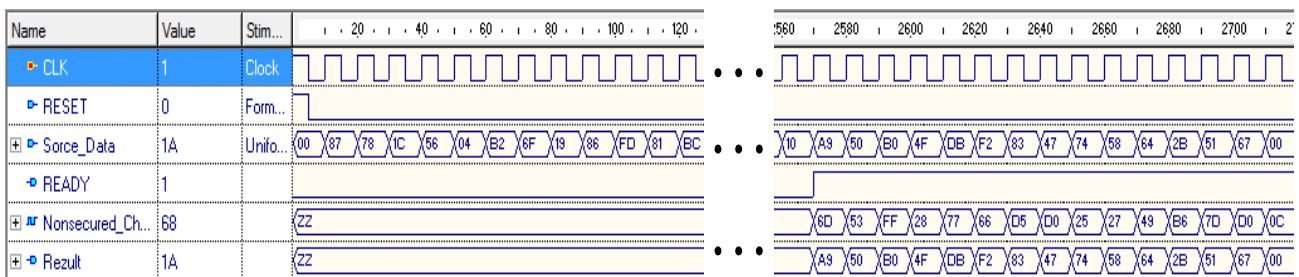 Name Value Stim... 20 40 60 80 100 120 2560 2580 2600 2620 2640 2660 2680 2700
CLK 1 Clock
RESET 0 Form...
Sorce_Data 1A Unifo... 00 87 78 1C 56 04 B2 6F 19 86 FD 81 BC 10 A9 50 B0 4F DB F2 83 47 74 58 64 2B 51 67 00
READY 1
Nonsecured_Ch... 68 ZZ 6D 53 FF 28 77 66 D5 D0 25 27 49 B6 7D D0 0C
Rezult 1A ZZ A9 50 B0 4F DB F2 83 47 74 58 64 2B 51 67 00